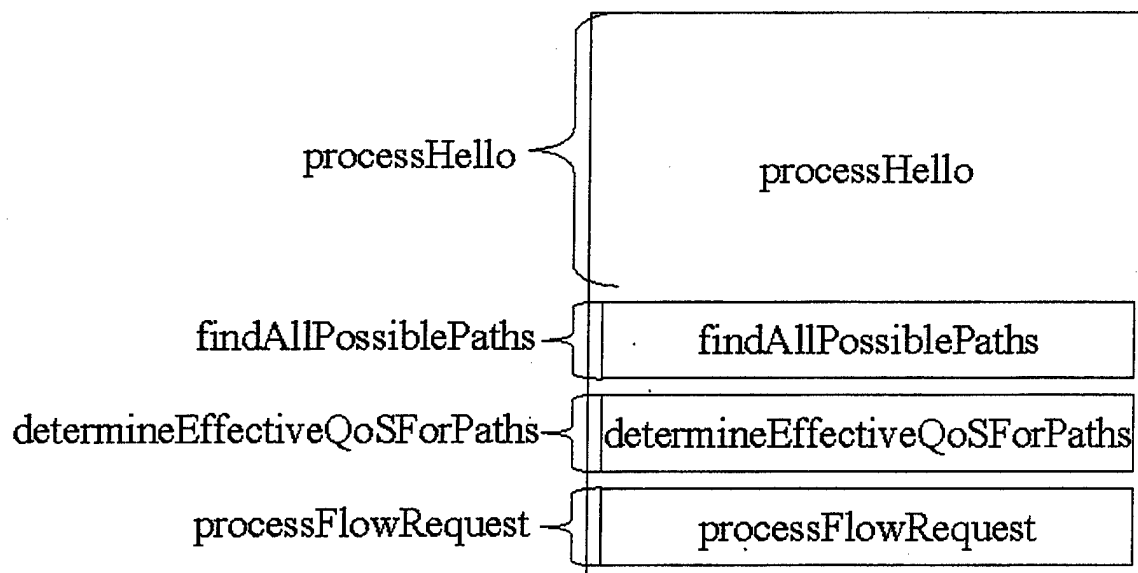 processHello
processHello
findAllPossiblePaths
findAllPossiblePaths
determineEffectiveQoSForPaths
determineEffectiveQoSForPaths
processFlowRequest
processFlowRequest